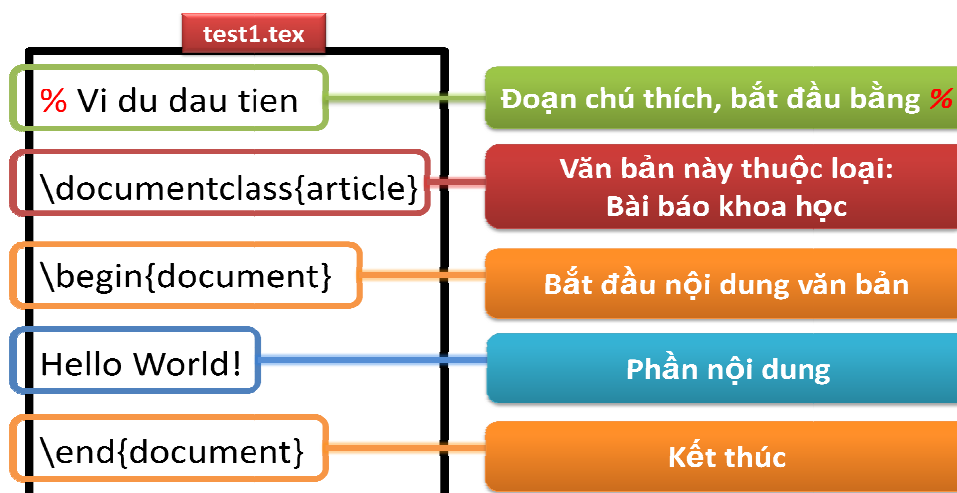 test1.tex
% Vi du dau tien
Đoạn chú thích, bắt đầu bằng %
\documentclass{article}
Văn bản này thuộc loại:
Bài báo khoa học
\begin{document}
Bắt đầu nội dung văn bản
Hello World!
Phần nội dung
\end{document}
Kết thúc